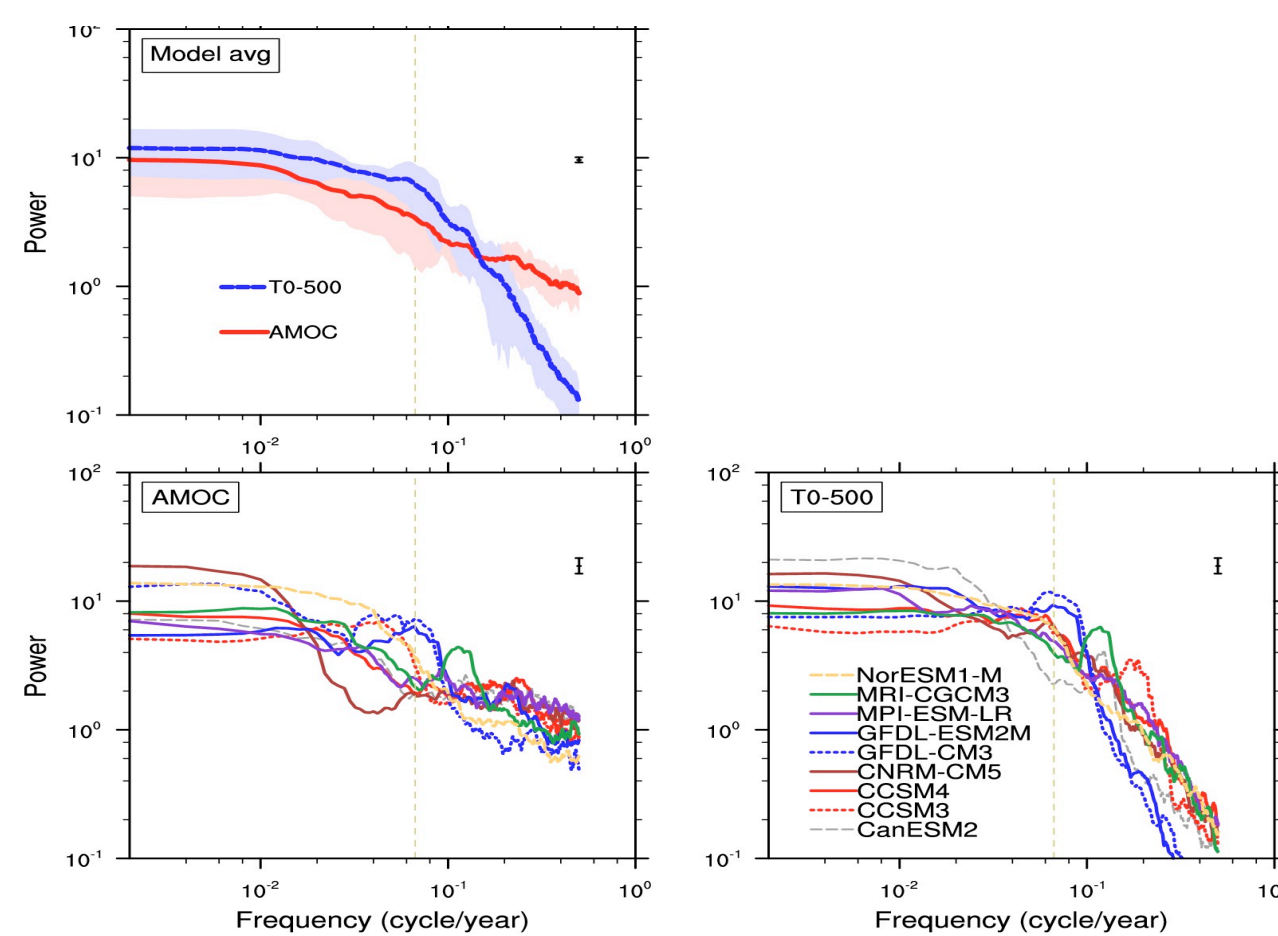 10²
Model avg
10¹
Power
10⁰
T0-500
AMOC
10⁻¹
10⁻² 10⁻¹ 10⁰
10² 10²
AMOC T0-500
10¹ 10¹
Power
NorESM1-M
MRI-CGCM3
MPI-ESM-LR
10⁰ 10⁰
GFDL-ESM2M
GFDL-CM3
CNRM-CM5
CCSM4
CCSM3
CanESM2
10⁻¹ 10⁻¹
10⁻² 10⁻¹ 10⁰ 10⁻² 10⁻¹ 10
Frequency (cycle/year) Frequency (cycle/year)